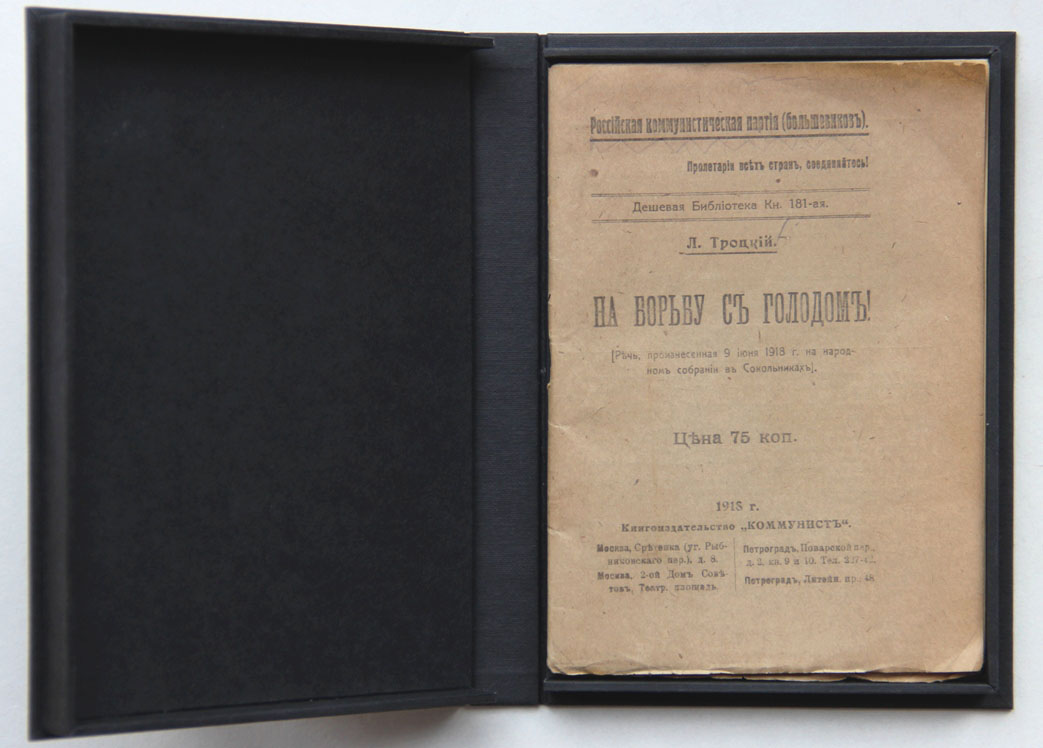 Россійская коммунистическая партія (большевиковъ).
Пролетаріи всѣхъ странъ, соединяйтесь!
Дешевая Библіотека Кн. 181-ая.
Л. Троцкій.
НА БОРЬБУ СЪ ГОЛОДОМЪ!
[Рѣчь, произнесенная 9 іюня 1918 г. на народ-
номъ собраніи въ Сокольникахъ].
Цѣна 75 коп.
1918 г.
Книгоиздательство „КОММУНИСТЪ“.
Москва, Срѣтенка (уг. Рыб-
никовскаго пер.), д. 8.
Москва, 2-ой Домъ Совѣ-
товъ, Театр. площадь.
Петроградъ, Поварской пер.,
д. 2, кв. 9 и 10. Тел. 227-42.
Петроградъ, Литейн. пр., 48